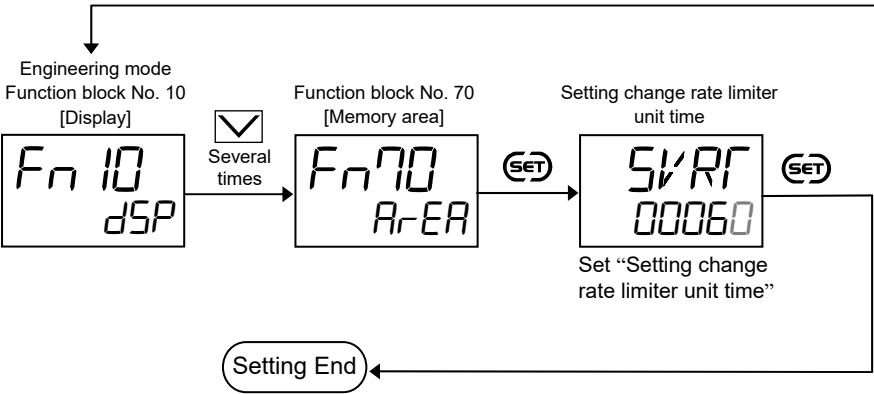 Engineering mode
Function block No. 10
[Display]
Fn 10
dSP
Several
times
Function block No. 70
[Memory area]
Fn70
ArEA
SET
Setting change rate limiter
unit time
SVRT
00060
Set “Setting change
rate limiter unit time”
SET
Setting End